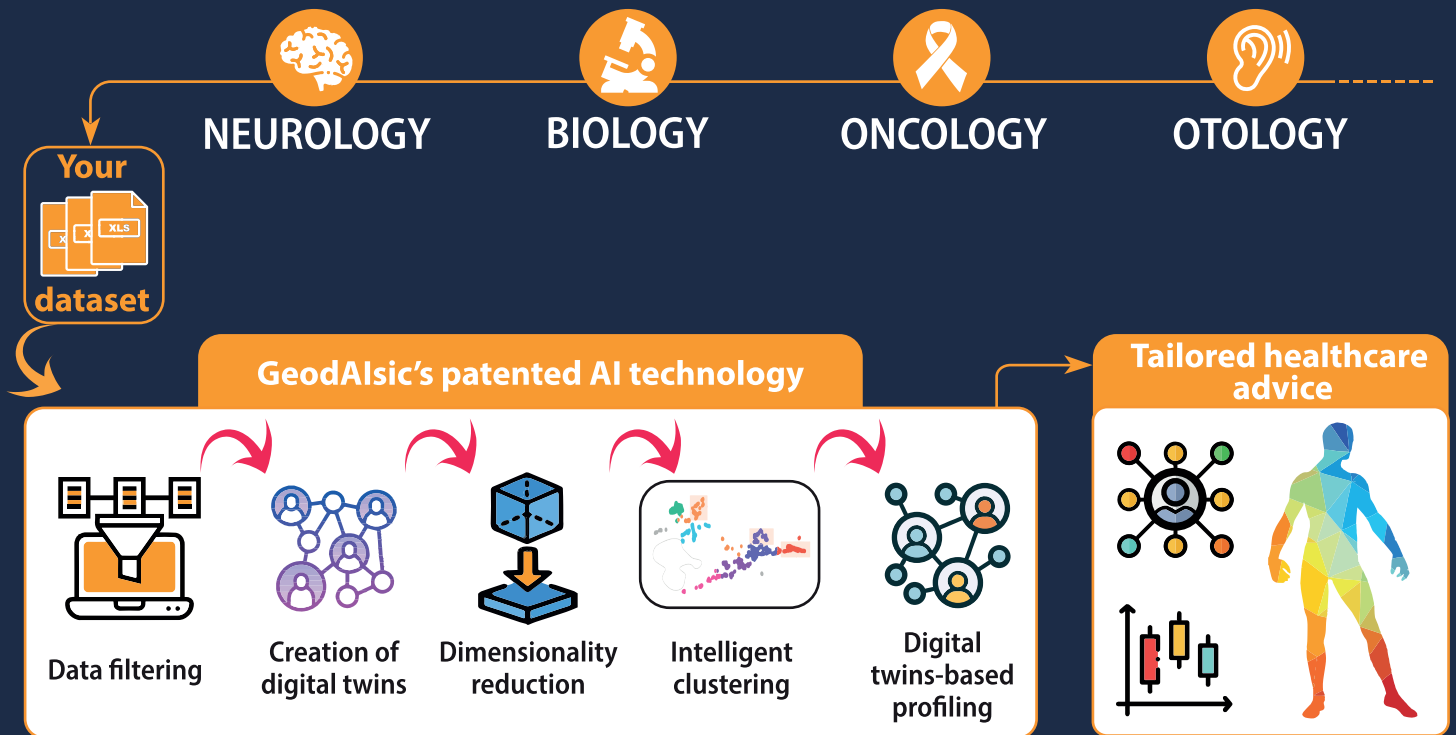 NEUROLOGY
BIOLOGY
ONCOLOGY
OTOLOGY
Your
X
X
XLS
dataset
GeodAIsic’s patented AI technology
Data filtering
Creation of
digital twins
Dimensionality
reduction
Intelligent
clustering
Digital
twins-based
profiling
Tailored healthcare
advice